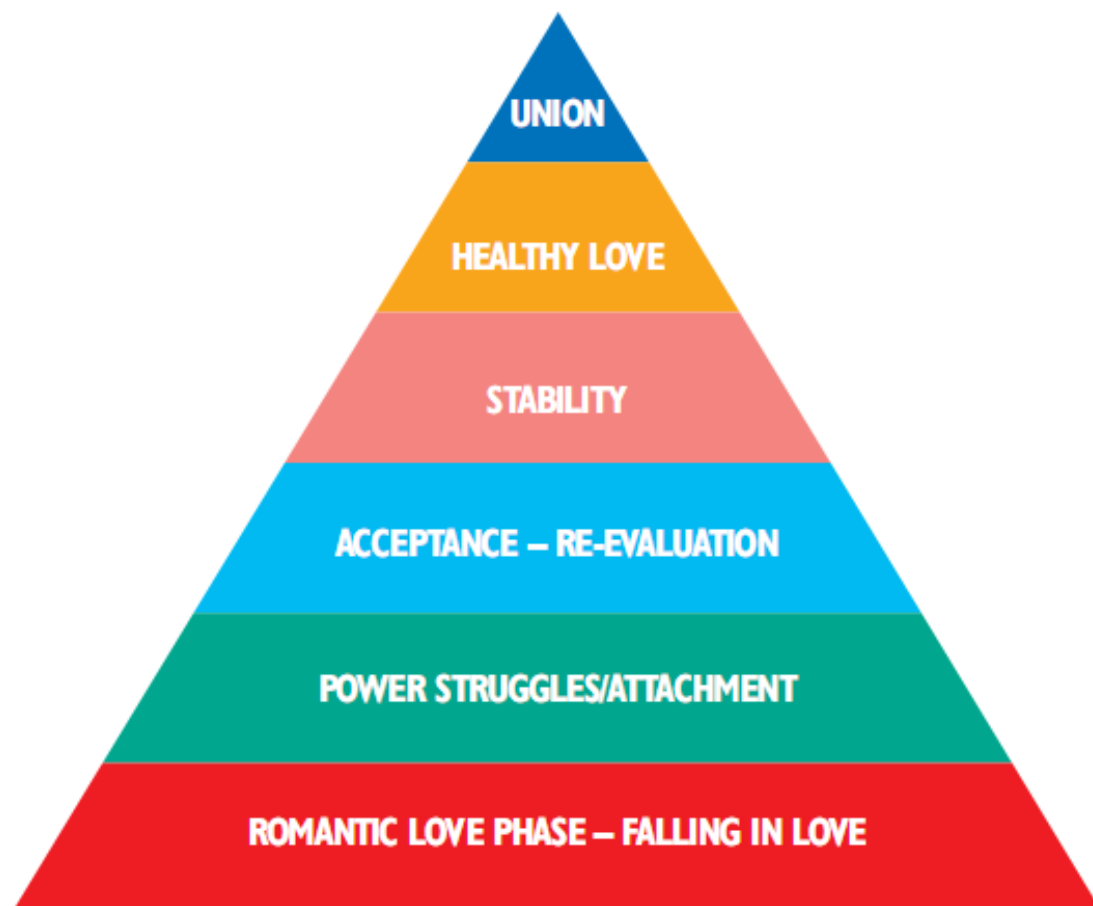 UNION
HEALTHY LOVE
STABILITY
ACCEPTANCE – RE-EVALUATION
POWER STRUGGLES/ATTACHMENT
ROMANTIC LOVE PHASE – FALLING IN LOVE